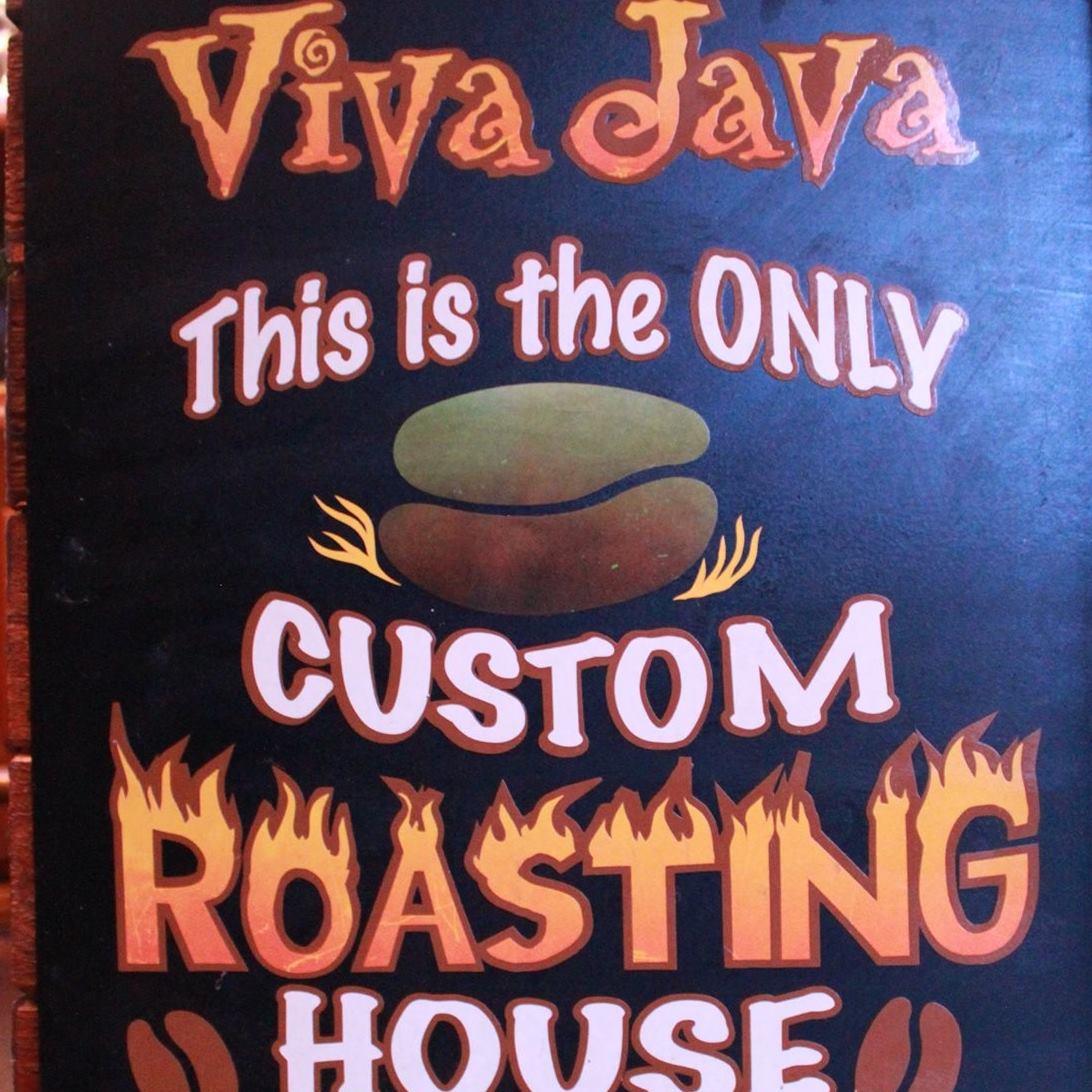 Viva Java
This is the ONLY
CUSTOM
ROASTING
HOUSE